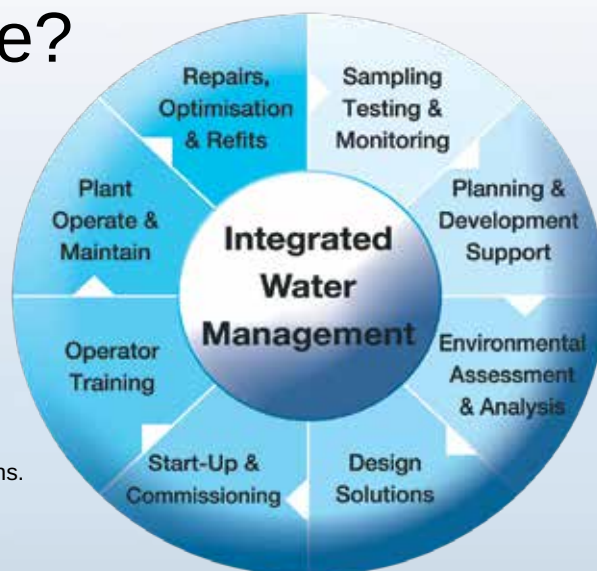 e?
Repairs,
Optimisation
& Refits
Sampling
Testing &
Monitoring
Planning &
Development
Support
Environmental
Assessment
& Analysis
Design
Solutions
Start-Up &
Commissioning
Operator
Training
Plant
Operate &
Maintain
Integrated
Water
Management
ns.